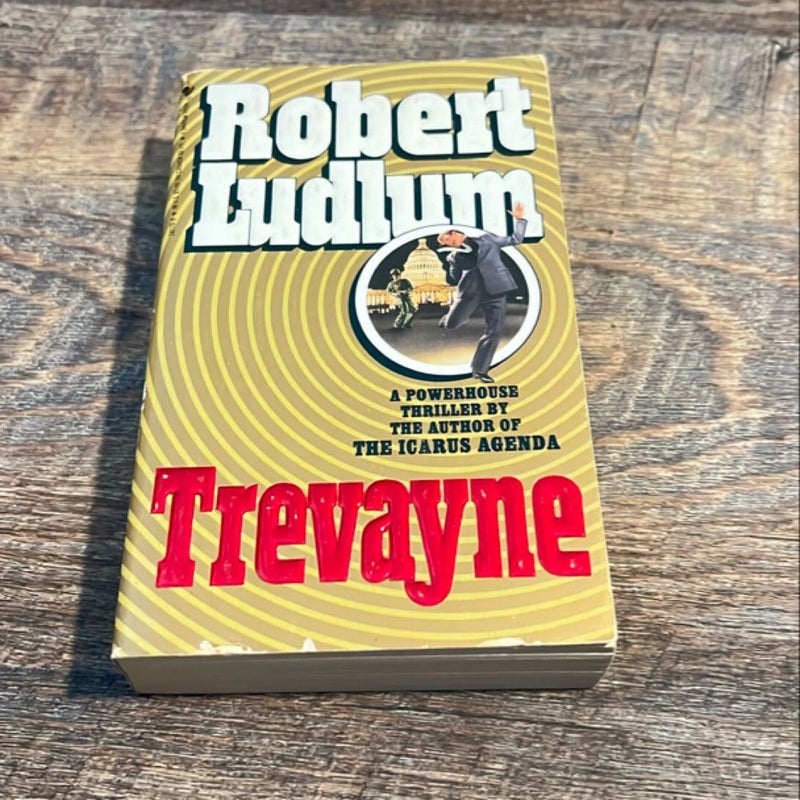 Robert
Ludlum
A POWERHOUSE
THRILLER BY
THE AUTHOR OF
THE ICARUS AGENDA
Trevayne